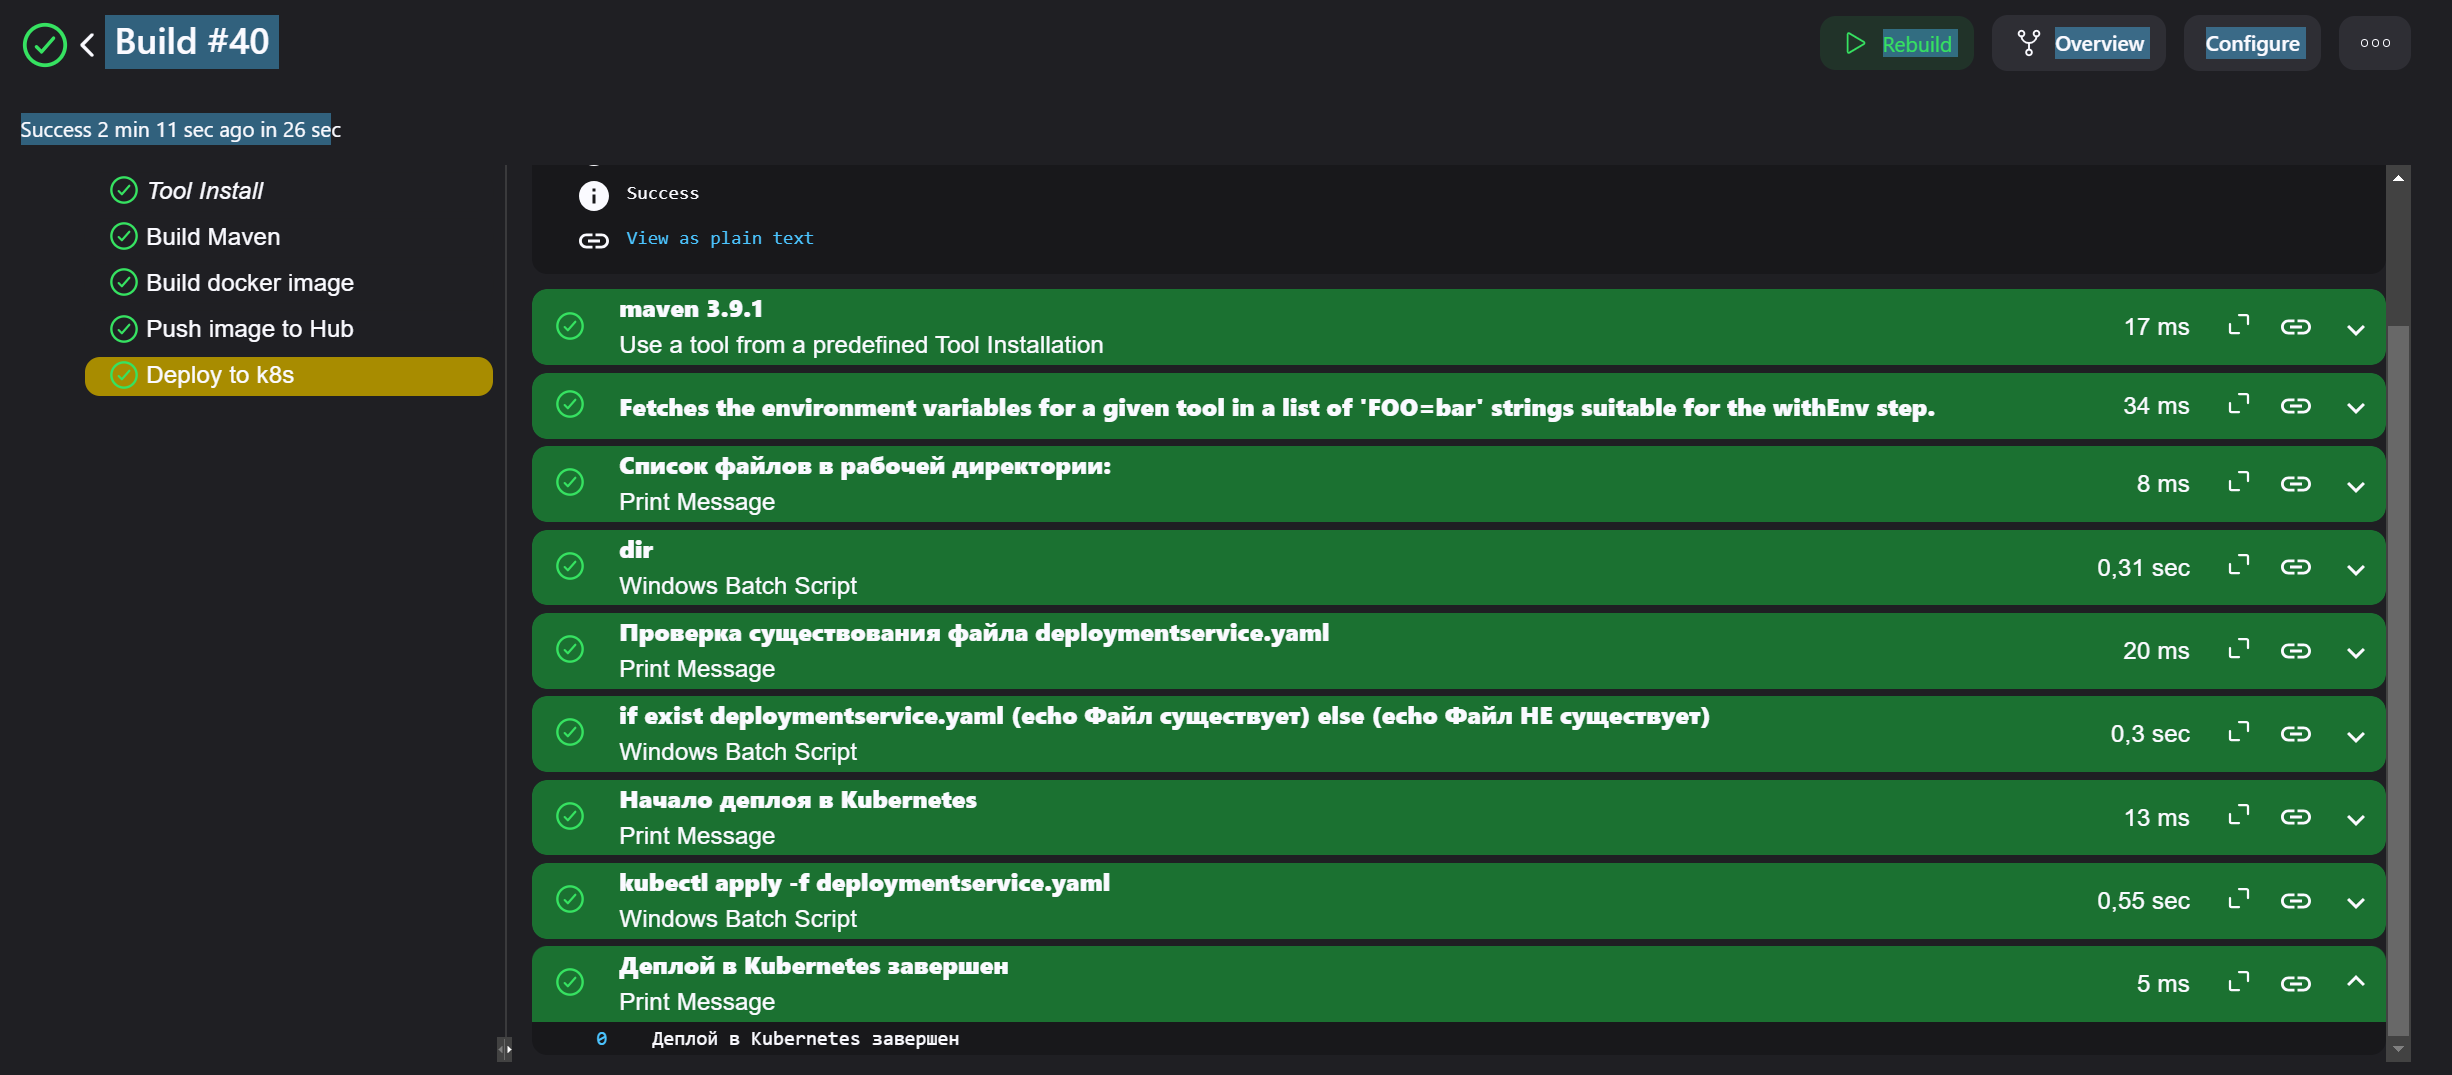 Build #40
Rebuild
Overview
Configure
Success 2 min 11 sec ago in 26 sec
Tool Install
Build Maven
Build docker image
Push image to Hub
Deploy to k8s
Success
View as plain text
maven 3.9.1
Use a tool from a predefined Tool Installation
17 ms
Fetches the environment variables for a given tool in a list of 'FOO=bar' strings suitable for the withEnv step.
34 ms
Список файлов в рабочей директории:
Print Message
8 ms
dir
Windows Batch Script
0,31 sec
Проверка существования файла deploymentservice.yaml
Print Message
20 ms
if exist deploymentservice.yaml (echo Файл существует) else (echo Файл НЕ существует)
Windows Batch Script
0,3 sec
Начало деплоя в Kubernetes
Print Message
13 ms
kubectl apply -f deploymentservice.yaml
Windows Batch Script
0,55 sec
Деплой в Kubernetes завершен
Print Message
5 ms
0 Деплой в Kubernetes завершен